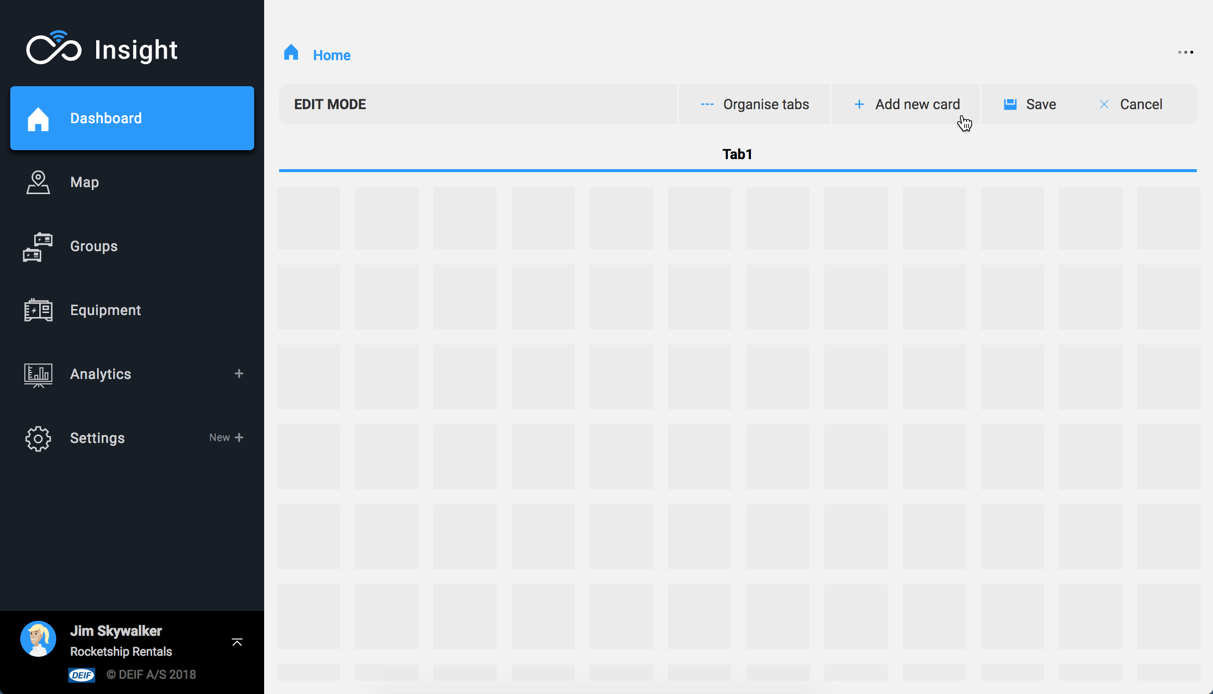 Insight
Dashboard
Map
Groups
Equipment
Analytics +
Settings New +
Jim Skywalker
Rocketship Rentals
DEIF © DEIF A/S 2018
Home
EDIT MODE Organise tabs + Add new card Save Cancel
Tab1